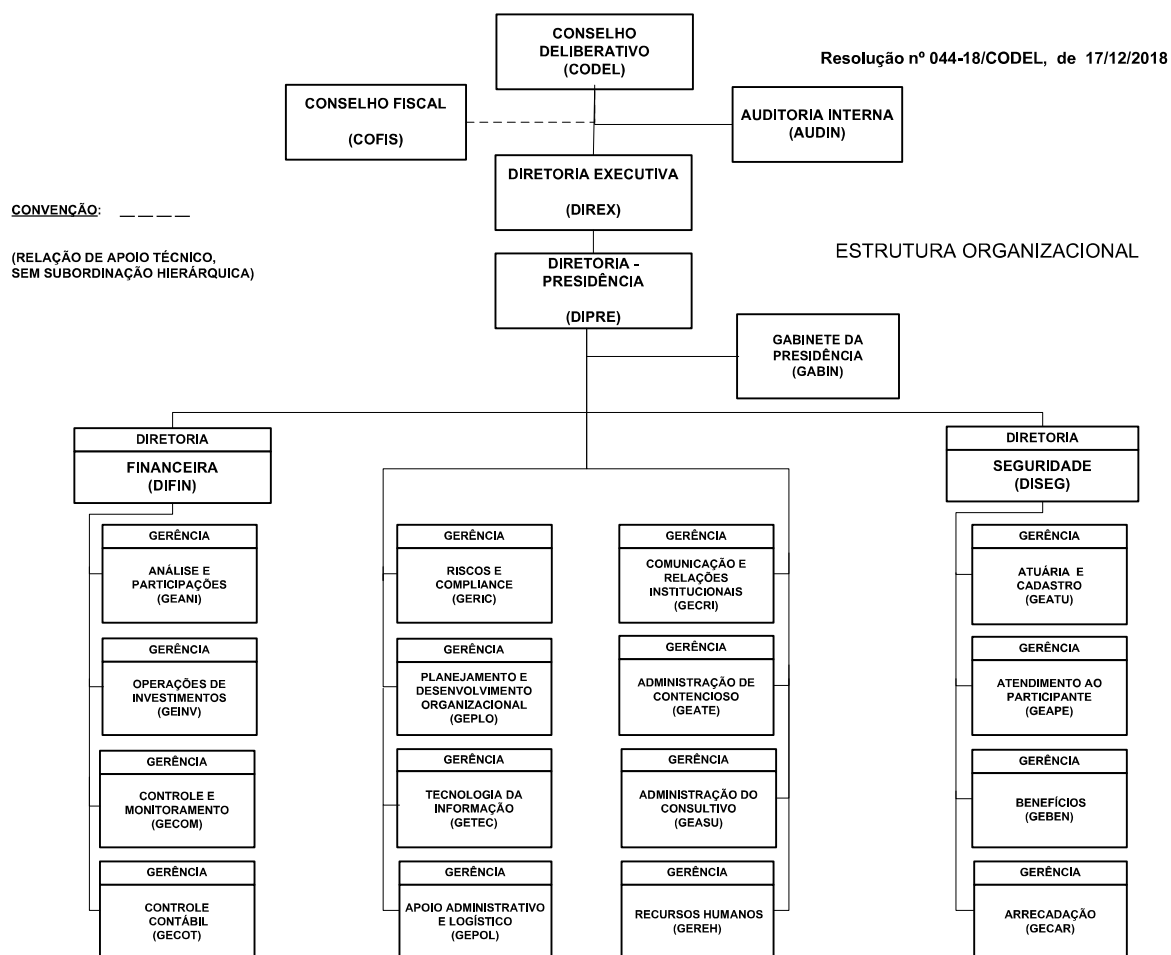 CONSELHO
DELIBERATIVO
(CODEL)
Resolução nº 044-18/CODEL, de 17/12/2018
CONSELHO FISCAL
(COFIS)
AUDITORIA INTERNA
(AUDIN)
DIRETORIA EXECUTIVA
(DIREX)
CONVENÇÃO: __ __ __ __
(RELAÇÃO DE APOIO TÉCNICO,
SEM SUBORDINAÇÃO HIERÁRQUICA)
ESTRUTURA ORGANIZACIONAL
DIRETORIA -
PRESIDÊNCIA
(DIPRE)
GABINETE DA
PRESIDÊNCIA
(GABIN)
DIRETORIA
FINANCEIRA
(DIFIN)
DIRETORIA
SEGURIDADE
(DISEG)
GERÊNCIA
ANÁLISE E
PARTICIPAÇÕES
(GEANI)
GERÊNCIA
RISCOS E
COMPLIANCE
(GERIC)
GERÊNCIA
COMUNICAÇÃO E
RELAÇÕES
INSTITUCIONAIS
(GECRI)
GERÊNCIA
ATUÁRIA E
CADASTRO
(GEATU)
GERÊNCIA
OPERAÇÕES DE
INVESTIMENTOS
(GEINV)
GERÊNCIA
PLANEJAMENTO E
DESENVOLVIMENTO
ORGANIZACIONAL
(GEPLO)
GERÊNCIA
ADMINISTRAÇÃO DE
CONTENCIOSO
(GEATE)
GERÊNCIA
ATENDIMENTO AO
PARTICIPANTE
(GEAPE)
GERÊNCIA
CONTROLE E
MONITORAMENTO
(GECOM)
GERÊNCIA
TECNOLOGIA DA
INFORMAÇÃO
(GETEC)
GERÊNCIA
ADMINISTRAÇÃO DO
CONSULTIVO
(GEASU)
GERÊNCIA
BENEFÍCIOS
(GEBEN)
GERÊNCIA
CONTROLE
CONTÁBIL
(GECOT)
GERÊNCIA
APOIO ADMINISTRATIVO
E LOGÍSTICO
(GEPOL)
GERÊNCIA
RECURSOS HUMANOS
(GEREH)
GERÊNCIA
ARRECADAÇÃO
(GECAR)